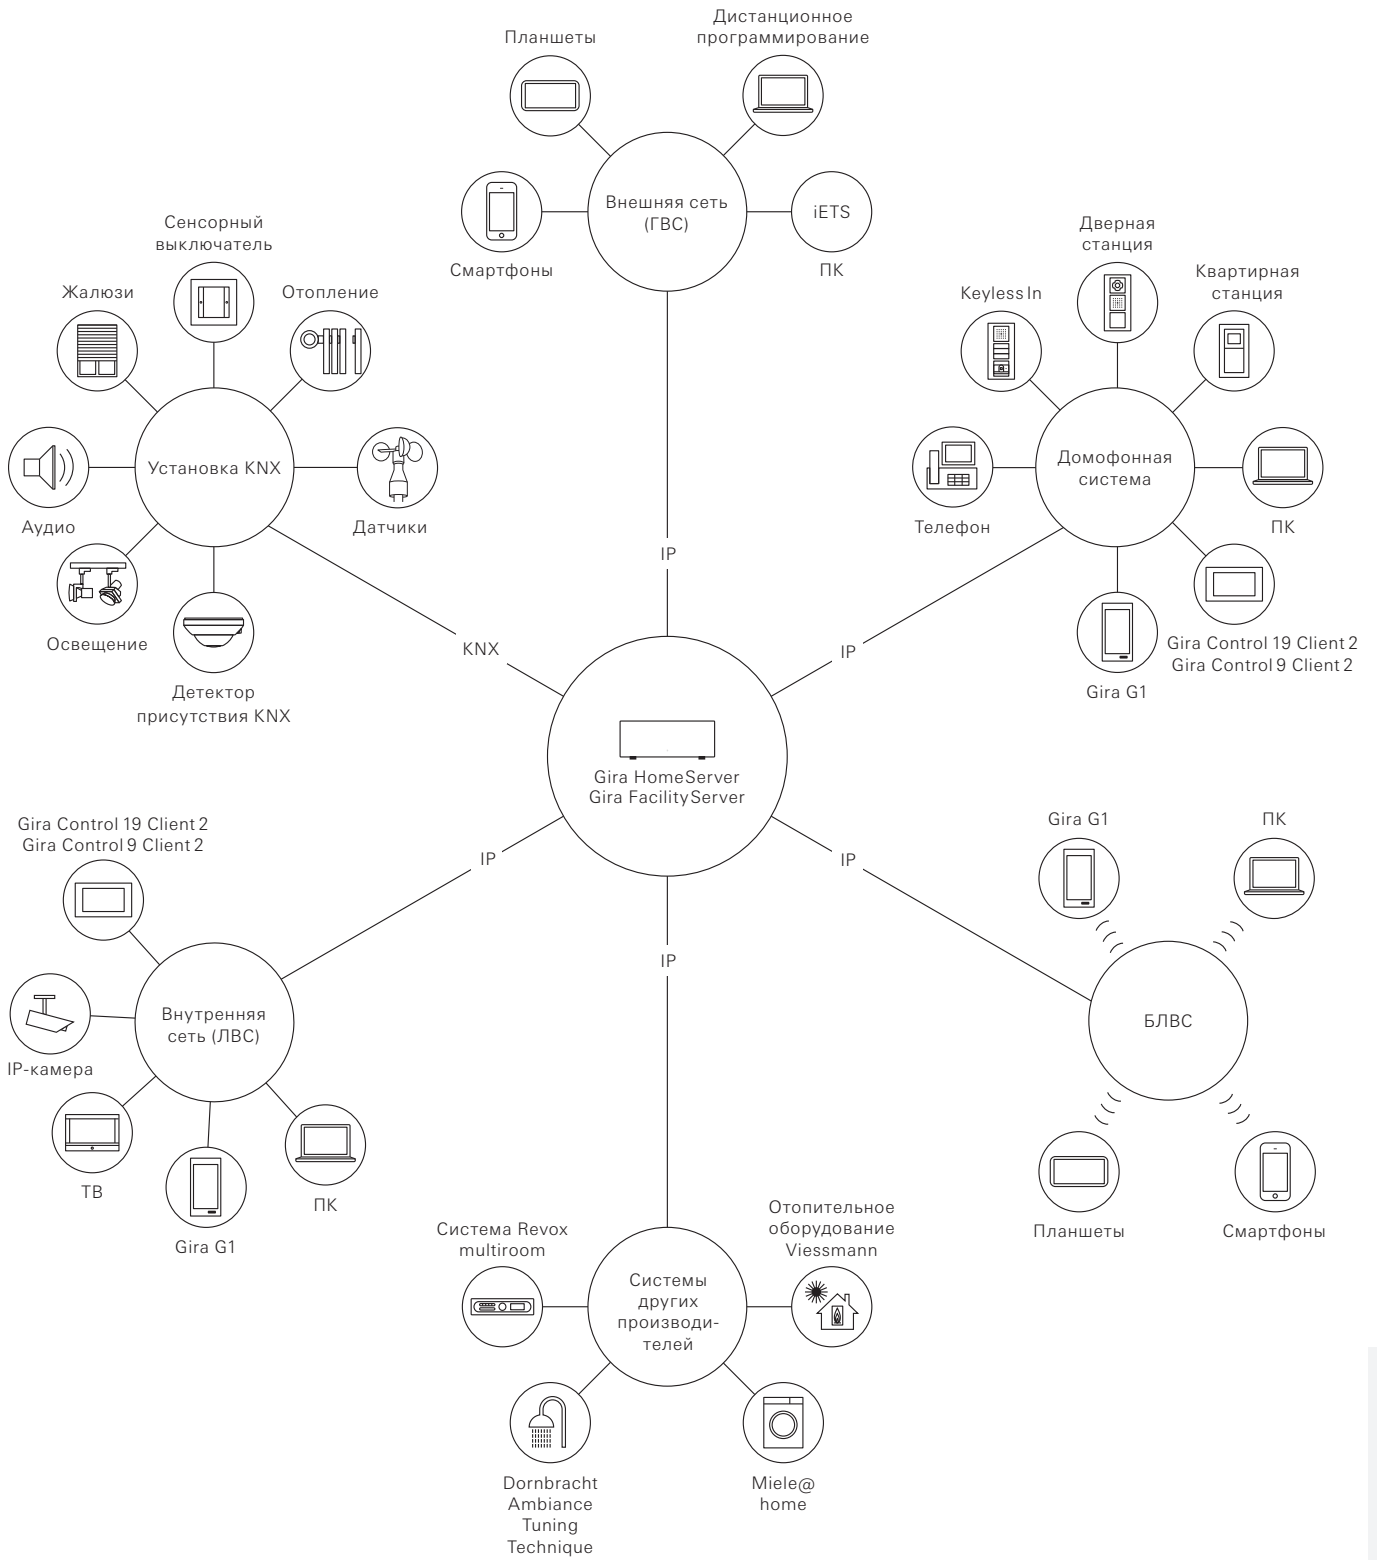 Дистанционное
программирование
Планшеты
Внешняя сеть
(ГВС)
iETS
Смартфоны
ПК
Сенсорный
выключатель
Жалюзи
Отопление
Установка KNX
Аудио
Датчики
Освещение
Детектор
присутствия KNX
Дверная
станция
Keyless In
Квартирная
станция
Домофонная
система
Телефон
ПК
Gira Control 19 Client 2
Gira Control 9 Client 2
Gira G1
IP
KNX
IP
Gira HomeServer
Gira FacilityServer
IP
IP
IP
Gira Control 19 Client 2
Gira Control 9 Client 2
Внутренняя
сеть (ЛВС)
IP-камера
ТВ
Gira G1
ПК
Gira G1
ПК
БЛВС
Планшеты
Смартфоны
Система Revox
multiroom
Отопительное
оборудование
Viessmann
Системы
других
производи-
телей
Dornbracht
Ambiance
Tuning
Technique
Miele@
home